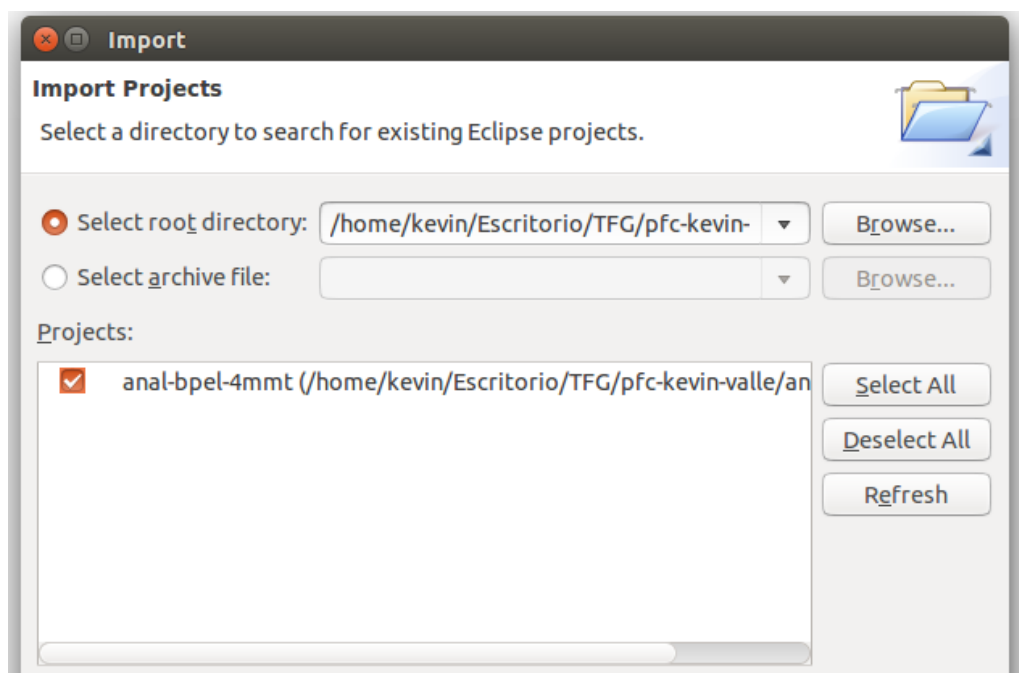 Import
Import Projects
Select a directory to search for existing Eclipse projects.
Select root directory: /home/kevin/Escritorio/TFG/pfc-kevin- Browse...
Select archive file: Browse...
Projects:
anal-bpel-4mmt (/home/kevin/Escritorio/TFG/pfc-kevin-valle/an Select All
Deselect All
Refresh